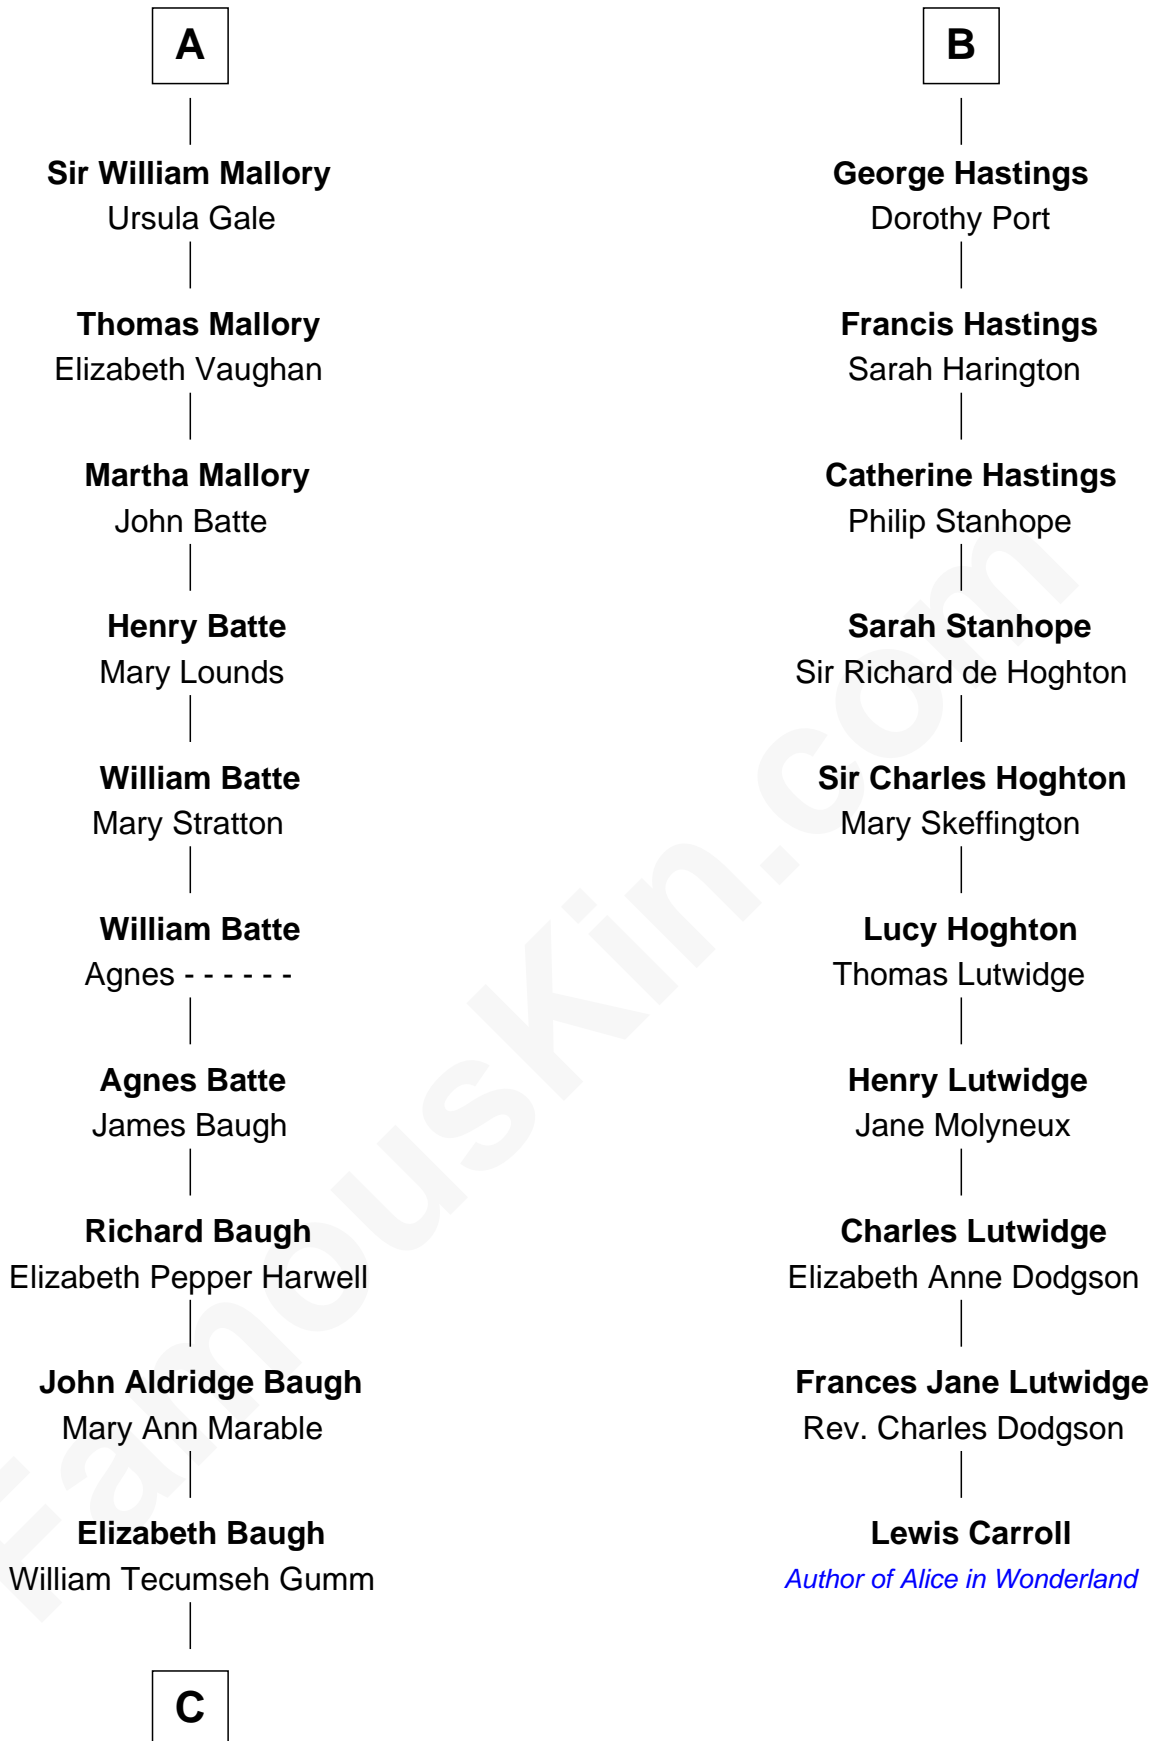 A
Sir William Mallory
Ursula Gale
Thomas Mallory
Elizabeth Vaughan
Martha Mallory
John Batte
Henry Batte
Mary Lounds
William Batte
Mary Stratton
William Batte
Agnes - - - - - -
Agnes Batte
James Baugh
Richard Baugh
Elizabeth Pepper Harwell
John Aldridge Baugh
Mary Ann Marable
Elizabeth Baugh
William Tecumseh Gumm
C
B
George Hastings
Dorothy Port
Francis Hastings
Sarah Harington
Catherine Hastings
Philip Stanhope
Sarah Stanhope
Sir Richard de Hoghton
Sir Charles Hoghton
Mary Skeffington
Lucy Hoghton
Thomas Lutwidge
Henry Lutwidge
Jane Molyneux
Charles Lutwidge
Elizabeth Anne Dodgson
Frances Jane Lutwidge
Rev. Charles Dodgson
Lewis Carroll
Author of Alice in Wonderland
FamousKin.com